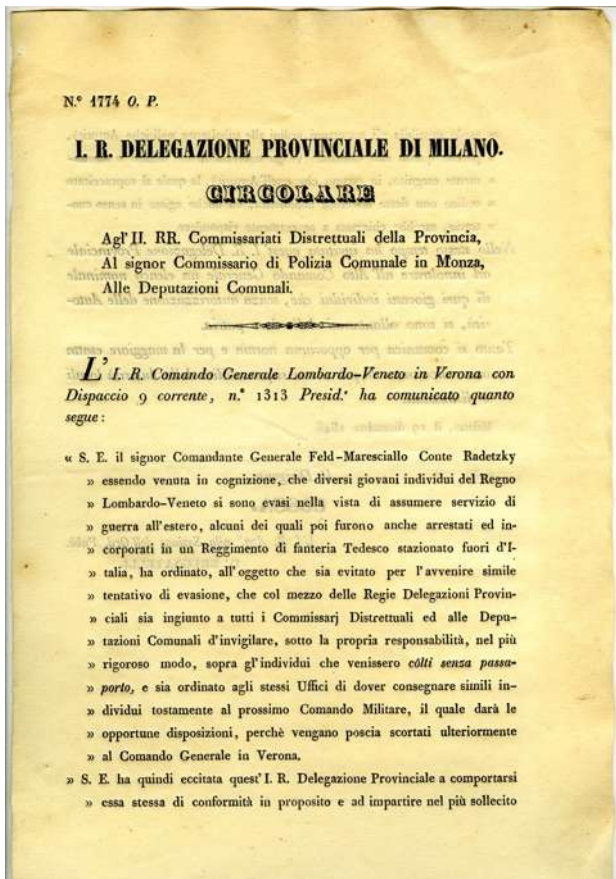 N.º 1774 O. P.
I. R. DELEGAZIONE PROVINCIALE DI MILANO.
CIRCOLARE
Agl' II. RR. Commissariati Distrettuali della Provincia,
Al signor Commissario di Polizia Comunale in Monza,
Alle Deputazioni Comunali.
L' I. R. Comando Generale Lombardo-Veneto in Verona con
Dispaccio 9 corrente, n.º 1313 Presid.ˡ ha comunicato quanto
segue :
« S. E. il signor Comandante Generale Feld-Maresciallo Conte Radetzky
» essendo venuta in cognizione, che diversi giovani individui del Regno
» Lombardo-Veneto si sono evasi nella vista di assumere servizio di
» guerra all'estero, alcuni dei quali poi furono anche arrestati ed in-
» corporati in un Reggimento di fanteria Tedesco stazionato fuori d'I-
» talia, ha ordinato, all'oggetto che sia evitato per l'avvenire simile
» tentativo di evasione, che col mezzo delle Regie Delegazioni Provin-
» ciali sia ingiunto a tutti i Commissarj Distrettuali ed alle Depu-
» tazioni Comunali d'invigilare, sotto la propria responsabilità, nel più
» rigoroso modo, sopra gl'individui che venissero côlti senza passa-
» porto, e sia ordinato agli stessi Uffici di dover consegnare simili in-
» dividui tostamente al prossimo Comando Militare, il quale darà le
» opportune disposizioni, perchè vengano poscia scortati ulteriormente
» al Comando Generale in Verona.
» S. E. ha quindi eccitata quest' I. R. Delegazione Provinciale a comportarsi
» essa stessa di conformità in proposito e ad impartire nel più sollecito